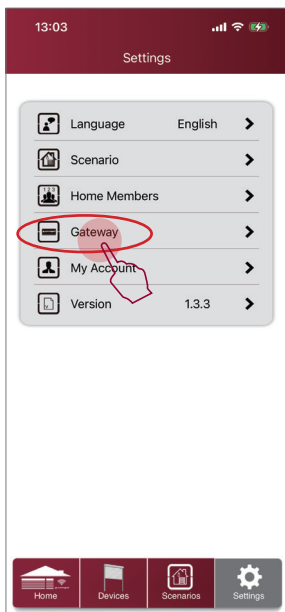 13:03
Settings
Language English
Scenario
Home Members
Gateway
My Account
Version 1.3.3
Home Devices Scenarios Settings